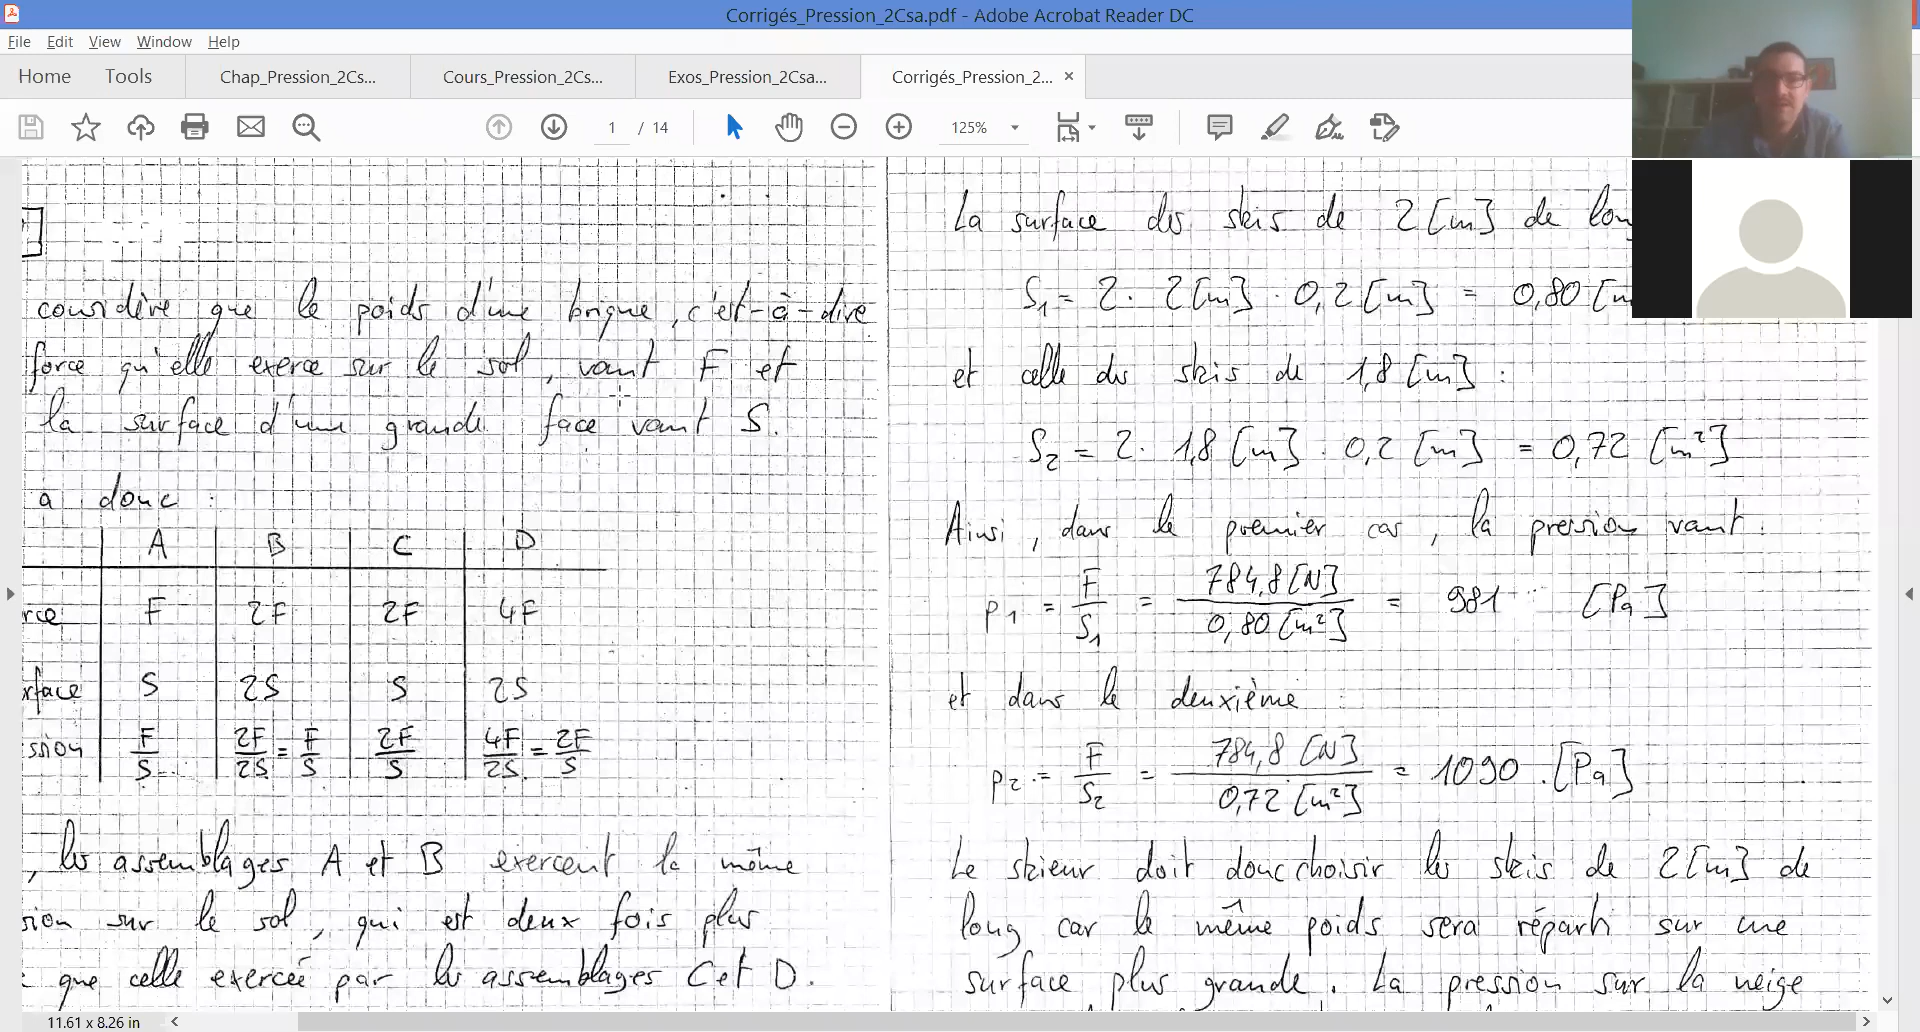 Corrigés_Pression_2Csa.pdf - Adobe Acrobat Reader DC
File Edit View Window Help
Home Tools Chap_Pression_2Cs... Cours_Pression_2Cs... Exos_Pression_2Csa... Corrigés_Pression_2... ×
1 / 14 125%
considère que le poids d'une brique, c'est-à-dire
force qu'elle exerce sur le sol, vaut F et
la surface d'une grande face vaut S.
a donc :
A B C D
rce F 2F 2F 4F
rface S 2S S 2S
ssion F/S 2F/2S = F/S 2F/S 4F/2S = 2F/S
, les assemblages A et B exercent la même
sion sur le sol, qui est deux fois plus
que celle exercée par les assemblages C et D.
La surface des skis de 2 [m] de lon
S₁ = 2 · 2 [m] · 0,2 [m] = 0,80 [m
et celle des skis de 1,8 [m] :
S₂ = 2 · 1,8 [m] · 0,2 [m] = 0,72 [m²]
Ainsi, dans le premier cas, la pression vaut :
p₁ = F/S₁ = 784,8 [N] / 0,80 [m²] = 981 [Pa]
et dans le deuxième :
p₂ = F/S₂ = 784,8 [N] / 0,72 [m²] = 1090 [Pa]
Le skieur doit donc choisir les skis de 2 [m] de
long car le même poids sera réparti sur une
surface plus grande. La pression sur la neige
11.61 x 8.26 in